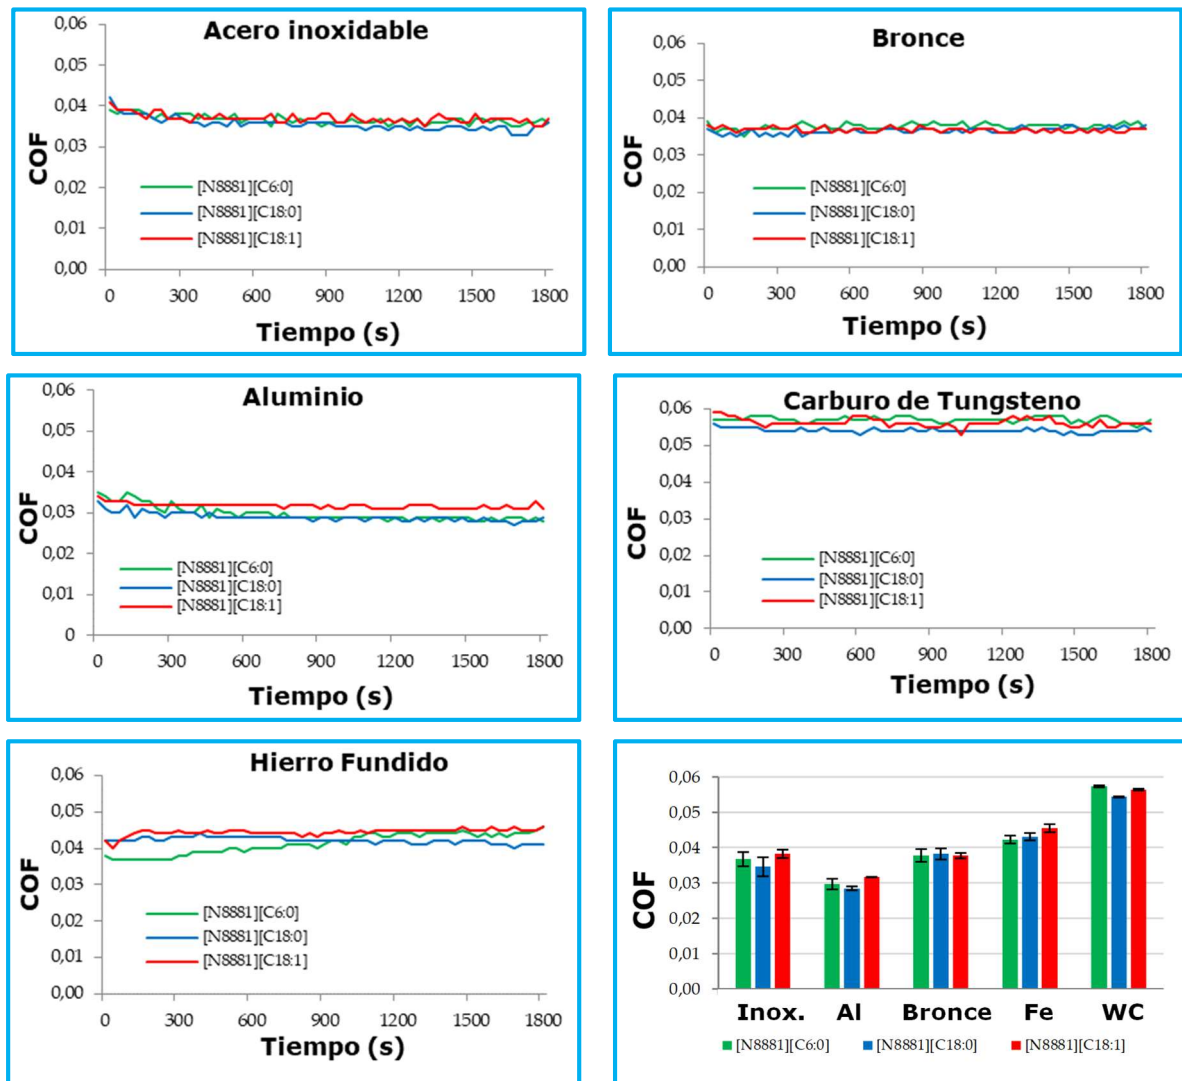 Acero inoxidable
0,06
0,05
0,04
0,03
0,02
0,01
0,00
COF
[N8881][C6:0]
[N8881][C18:0]
[N8881][C18:1]
0 300 600 900 1200 1500 1800
Tiempo (s)
Bronce
0,06
0,05
0,04
0,03
0,02
0,01
0,00
COF
[N8881][C6:0]
[N8881][C18:0]
[N8881][C18:1]
0 300 600 900 1200 1500 1800
Tiempo (s)
Aluminio
0,06
0,05
0,04
0,03
0,02
0,01
0
COF
[N8881][C6:0]
[N8881][C18:0]
[N8881][C18:1]
0 300 600 900 1200 1500 1800
Tiempo (s)
Carburo de Tungsteno
0,06
0,05
0,04
0,03
0,02
0,01
0,00
COF
[N8881][C6:0]
[N8881][C18:0]
[N8881][C18:1]
0 300 600 900 1200 1500 1800
Tiempo (s)
Hierro Fundido
0,06
0,05
0,04
0,03
0,02
0,01
0,00
COF
[N8881][C6:0]
[N8881][C18:0]
[N8881][C18:1]
0 300 600 900 1200 1500 1800
Tiempo (s)
0,06
0,05
0,04
0,03
0,02
0,01
0,00
COF
Inox. Al Bronce Fe WC
[N8881][C6:0] [N8881][C18:0] [N8881][C18:1]